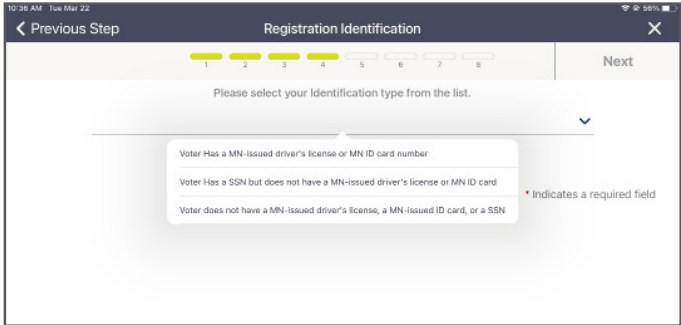 10:36 AM Tue Mar 22 56%
Previous Step Registration Identification
1 2 3 4 5 6 7 8 Next
Please select your Identification type from the list.
Voter Has a MN-issued driver's license or MN ID card number
Voter Has a SSN but does not have a MN-issued driver's license or MN ID card
* Indicates a required field
Voter does not have a MN-issued driver's license, a MN-issued ID card, or a SSN